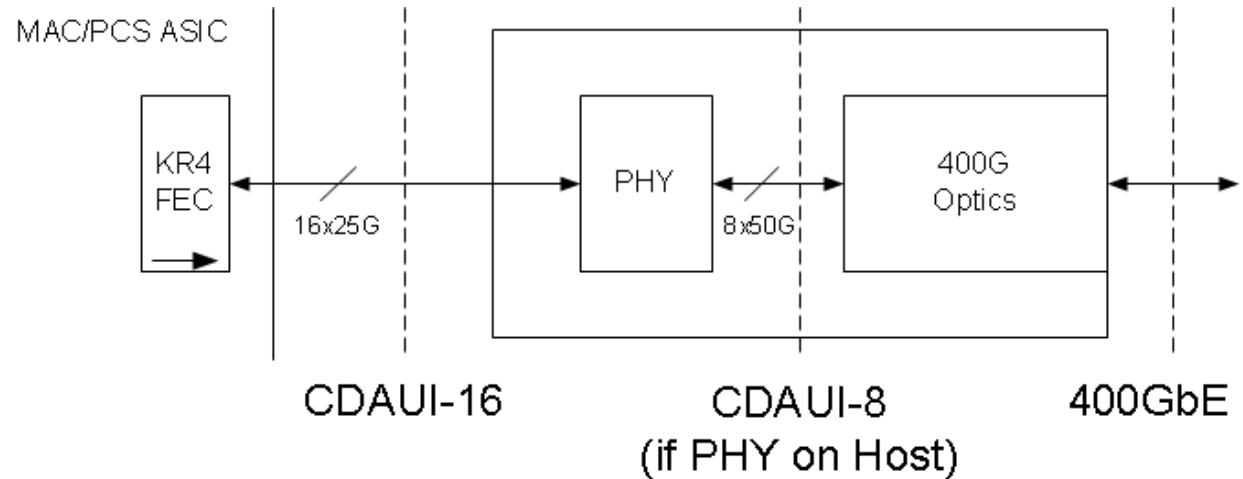 MAC/PCS ASIC
KR4
FEC
16x25G
PHY
8x50G
400G
Optics
CDAUI-16
CDAUI-8
(if PHY on Host)
400GbE